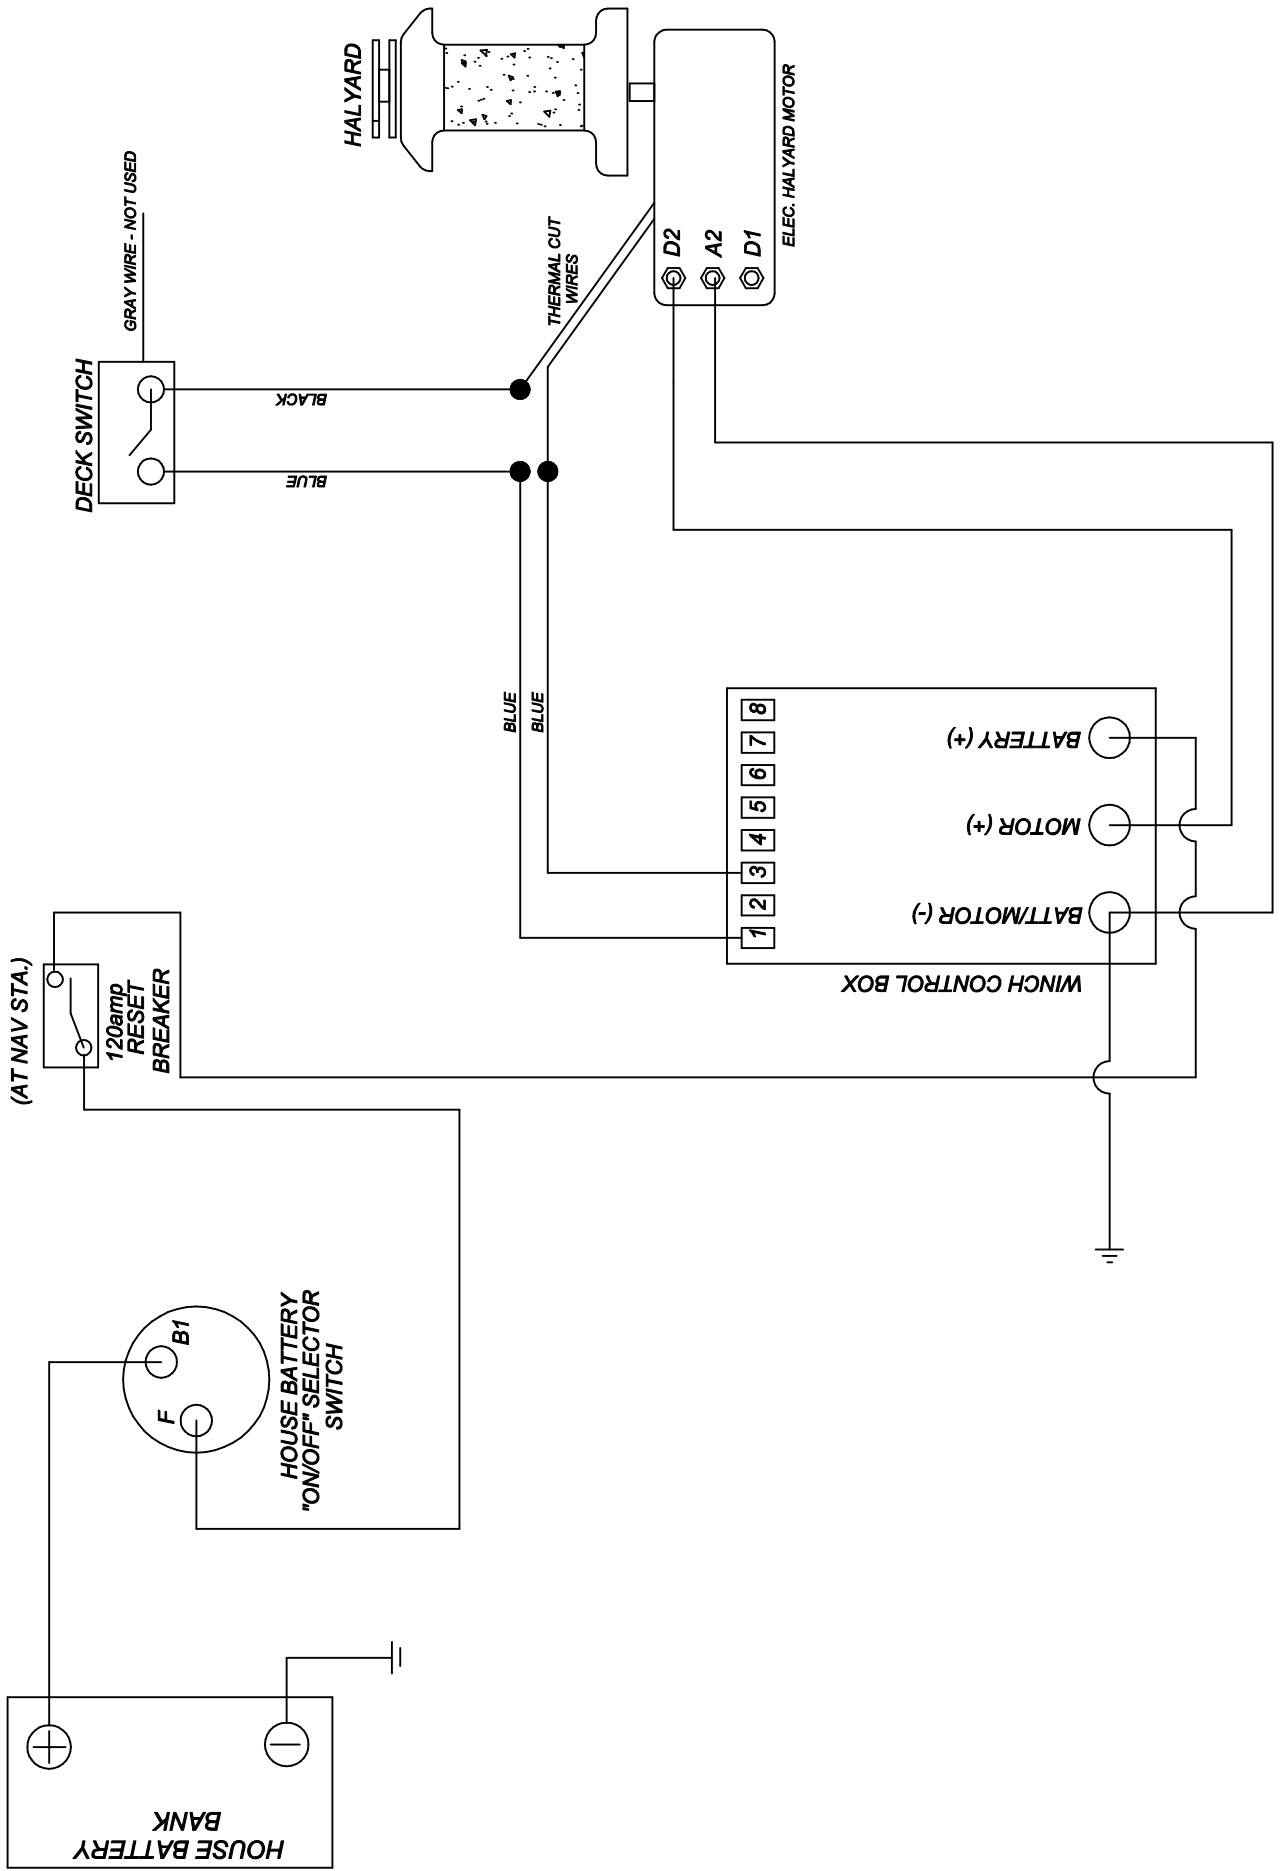 HALYARD
ELEC. HALYARD MOTOR
D2
A2
D1
THERMAL CUT
WIRES
GRAY WIRE - NOT USED
DECK SWITCH
BLACK
BLUE
BLUE
BLUE
8
7
6
5
4
3
2
1
BATTERY (+)
MOTOR (+)
BATT/MOTOR (-)
WINCH CONTROL BOX
(AT NAV STA.)
120amp
RESET
BREAKER
B1
F
HOUSE BATTERY
"ON/OFF" SELECTOR
SWITCH
HOUSE BATTERY
BANK